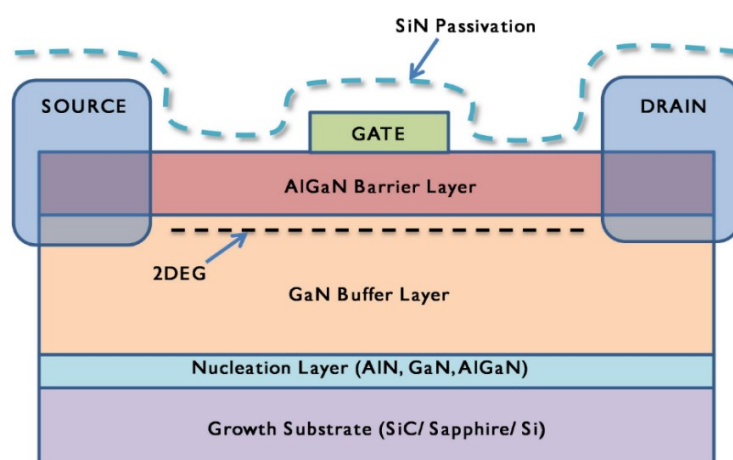 SiN Passivation
SOURCE
DRAIN
GATE
AlGaN Barrier Layer
2DEG
GaN Buffer Layer
Nucleation Layer (AlN, GaN, AlGaN)
Growth Substrate (SiC/ Sapphire/ Si)